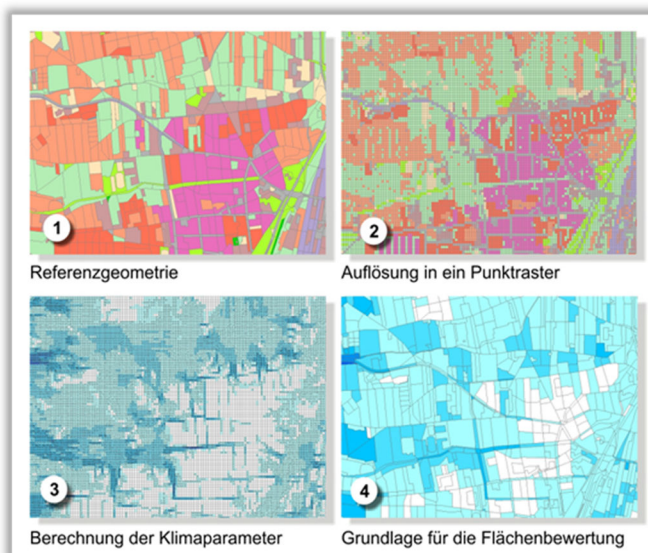 1
Referenzgeometrie
2
Auflösung in ein Punktraster
3
Berechnung der Klimaparameter
4
Grundlage für die Flächenbewertung